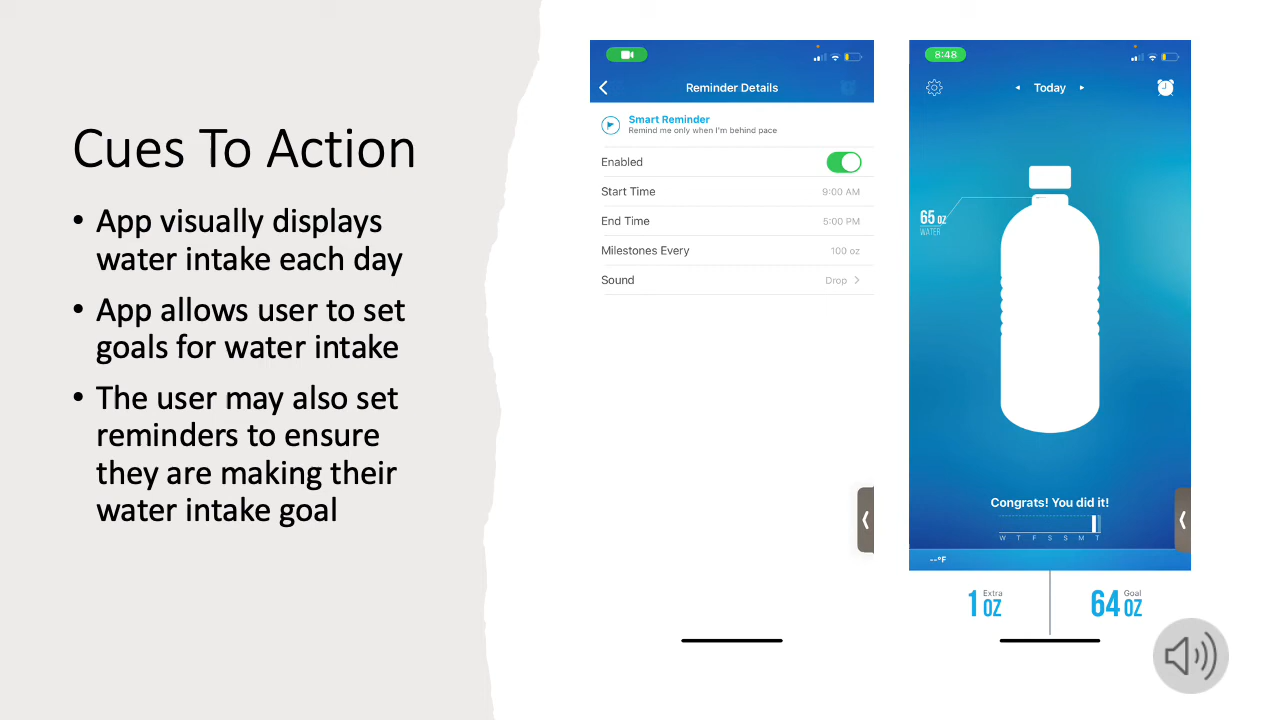 Cues To Action
• App visually displays
water intake each day
• App allows user to set
goals for water intake
• The user may also set
reminders to ensure
they are making their
water intake goal
Reminder Details
Smart Reminder
Remind me only when I'm behind pace
Enabled
Start Time 9:00 AM
End Time 5:00 PM
Milestones Every 100 oz
Sound Drop
8:48
Today
65 OZ
WATER
Congrats! You did it!
W T F S S M T
--°F
1 Extra OZ
64 Goal OZ